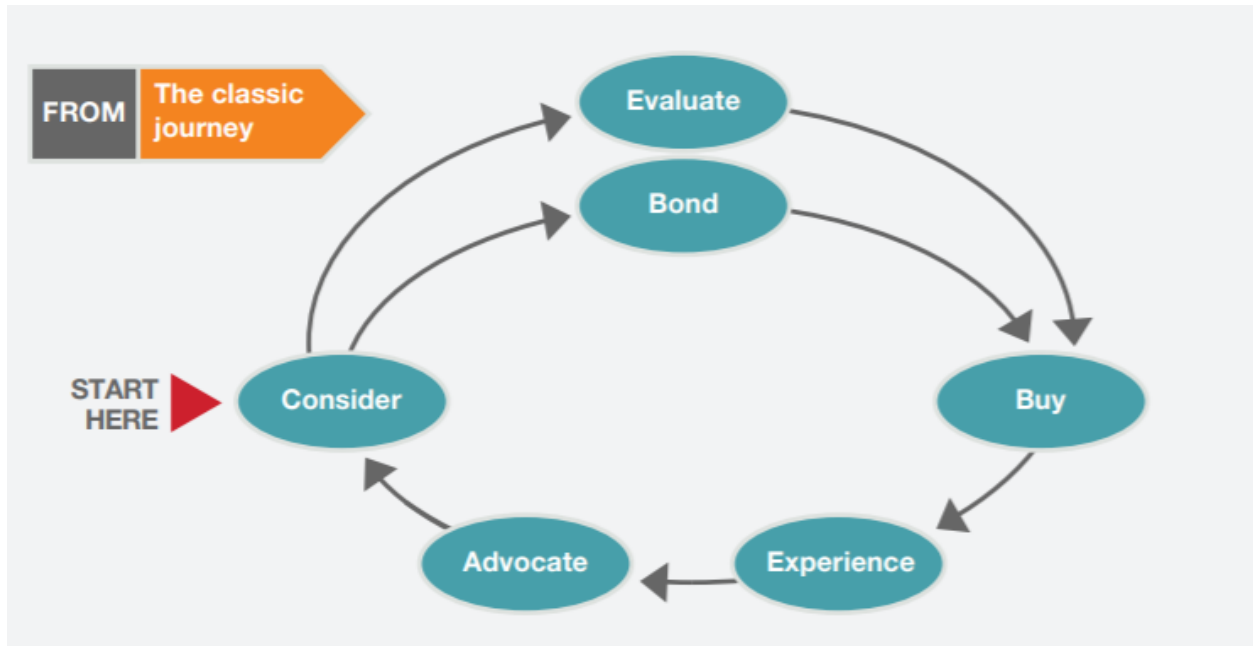 FROM
The classic
journey
Evaluate
Bond
START
HERE
Consider
Buy
Advocate
Experience